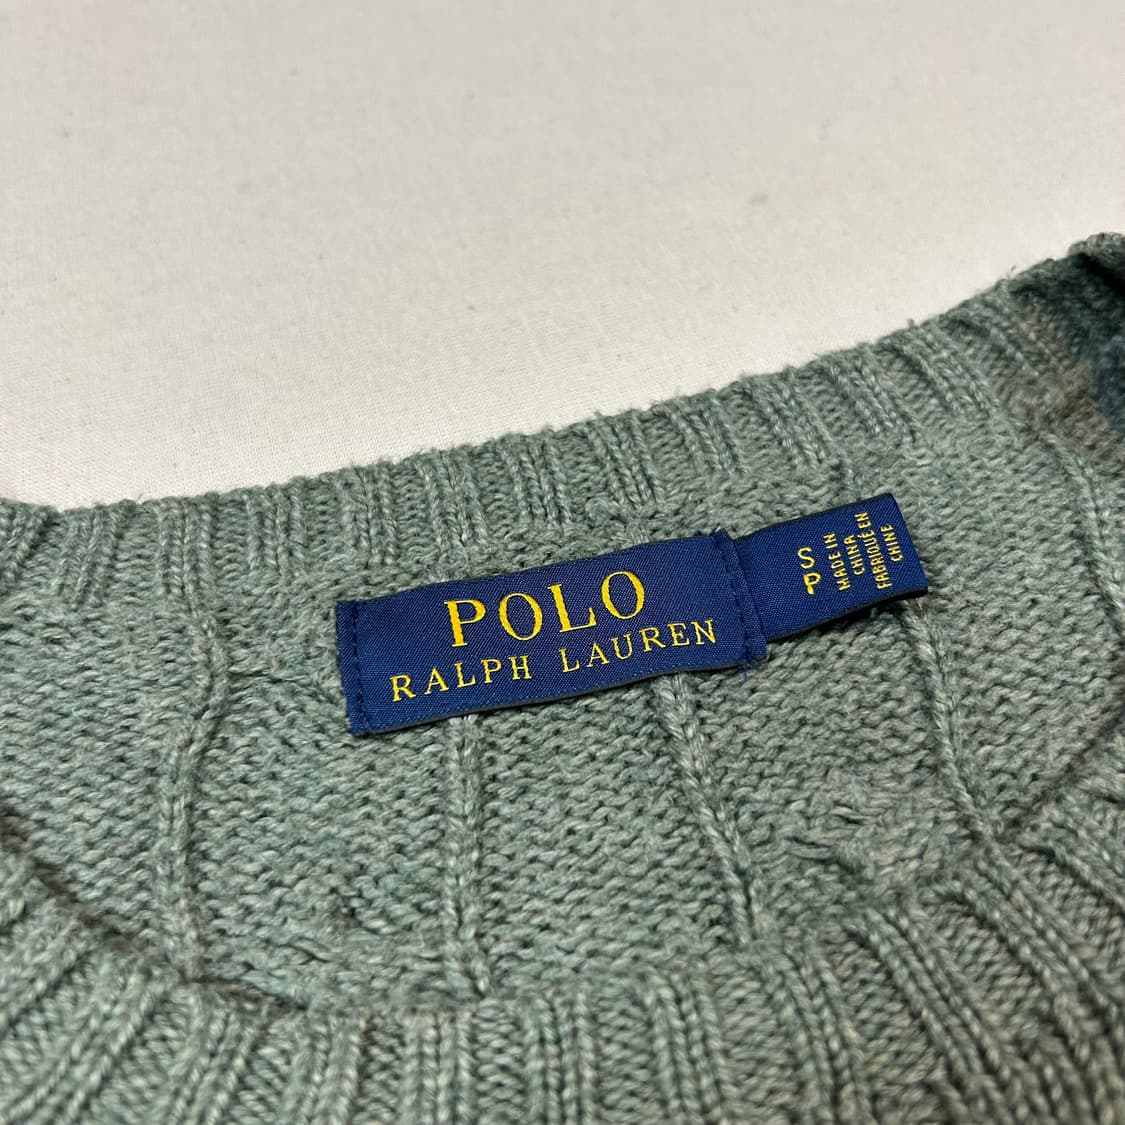 POLO
RALPH LAUREN
S
P
MADE IN
CHINA
FABRIQUÉ EN
CHINE